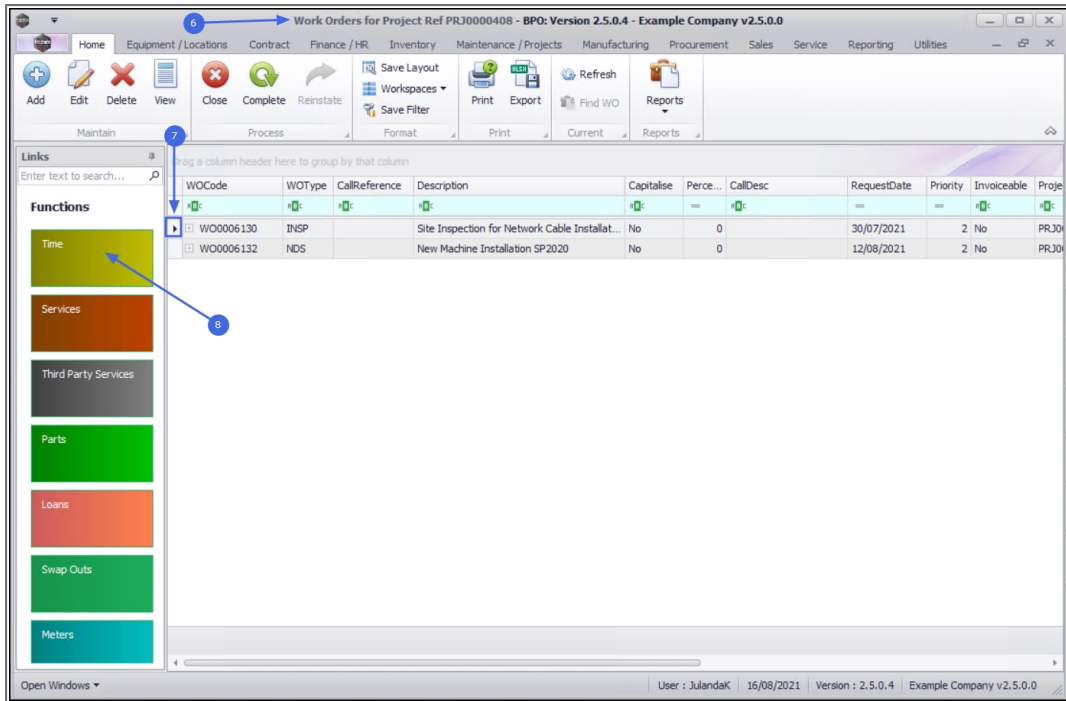 6
Work Orders for Project Ref PRJ0000408 - BPO: Version 2.5.0.4 - Example Company v2.5.0.0
Home Equipment / Locations Contract Finance / HR Inventory Maintenance / Projects Manufacturing Procurement Sales Service Reporting Utilities
Save Layout
Workspaces
Save Filter
Refresh
Find WO
Add Edit Delete View Close Complete Reinstate Print Export Reports
Maintain Process Format Print Current Reports
7
Links
Drag a column header here to group by that column
Enter text to search...
WOCode WOType CallReference Description Capitalise Perce... CallDesc RequestDate Priority Invoiceable Proje
Functions
WO0006130 INSP Site Inspection for Network Cable Installat... No 0 30/07/2021 2 No PRJ00
WO0006132 NDS New Machine Installation SP2020 No 0 12/08/2021 2 No PRJ00
Time
Services
8
Third Party Services
Parts
Loans
Swap Outs
Meters
Open Windows User : JulandaK 16/08/2021 Version : 2.5.0.4 Example Company v2.5.0.0